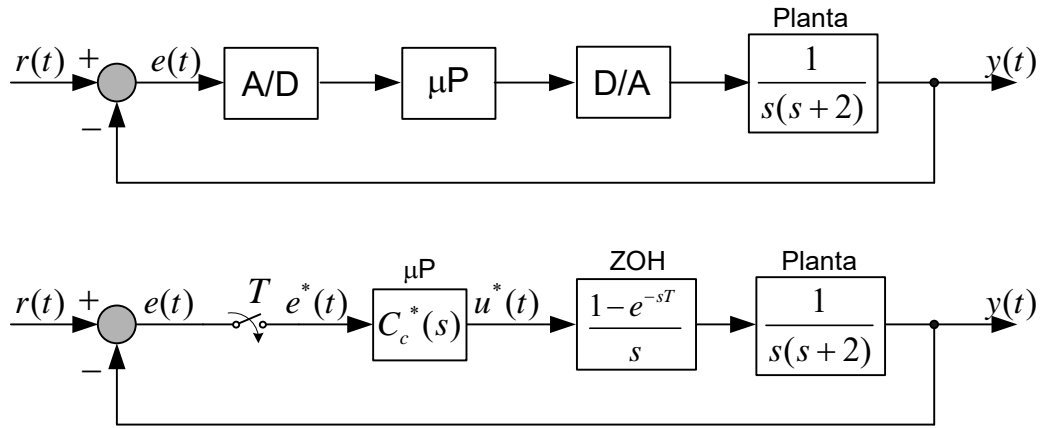 Planta
r(t) + e(t) A/D μP D/A 1 y(t)
s(s + 2)
−
μP ZOH Planta
r(t) + e(t) T e*(t) C_c*(s) u*(t) 1 − e^{−sT} 1 y(t)
s s(s + 2)
−